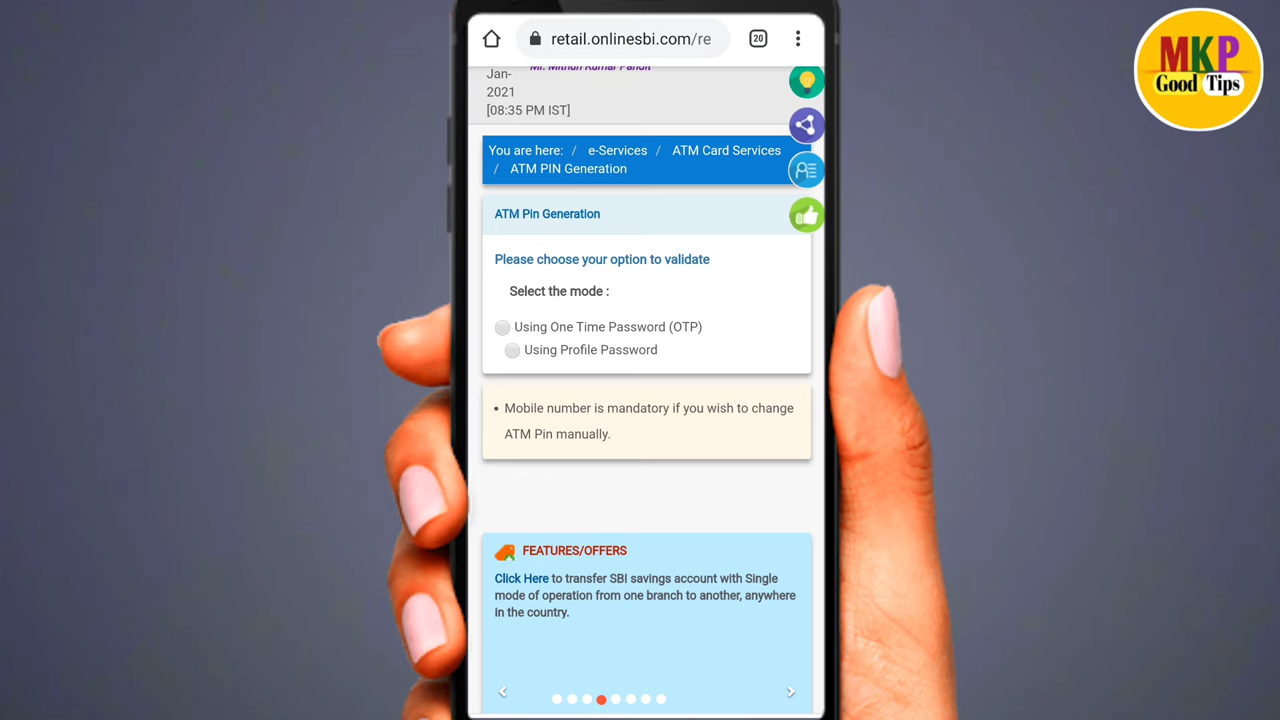 MKP
Good Tips
retail.onlinesbi.com/re
20
Mr. Mithun Kumar Pandit
Jan-
2021
[08:35 PM IST]
You are here: / e-Services / ATM Card Services
/ ATM PIN Generation
ATM Pin Generation
Please choose your option to validate
Select the mode :
Using One Time Password (OTP)
Using Profile Password
• Mobile number is mandatory if you wish to change
ATM Pin manually.
FEATURES/OFFERS
Click Here to transfer SBI savings account with Single
mode of operation from one branch to another, anywhere
in the country.